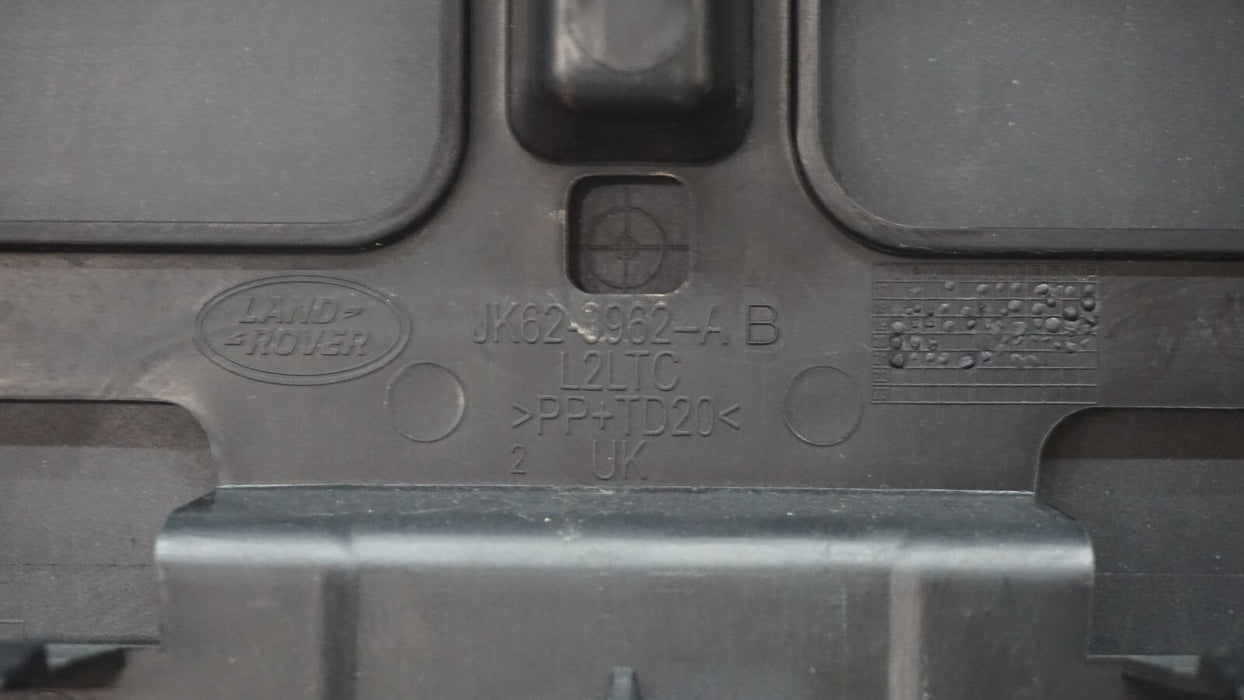 LAND
ROVER
JK62-3962-A B
L2LTC
>PP+TD20<
2 UK